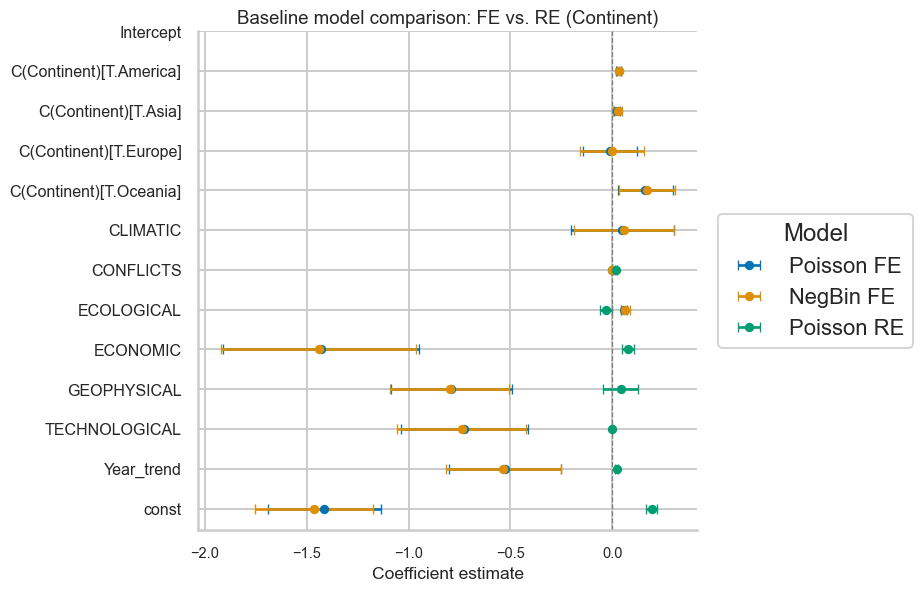 Baseline model comparison: FE vs. RE (Continent)
Intercept
C(Continent)[T.America]
C(Continent)[T.Asia]
C(Continent)[T.Europe]
C(Continent)[T.Oceania]
CLIMATIC
CONFLICTS
ECOLOGICAL
ECONOMIC
GEOPHYSICAL
TECHNOLOGICAL
Year_trend
const
−2.0 −1.5 −1.0 −0.5 0.0
Coefficient estimate
Model
Poisson FE
NegBin FE
Poisson RE